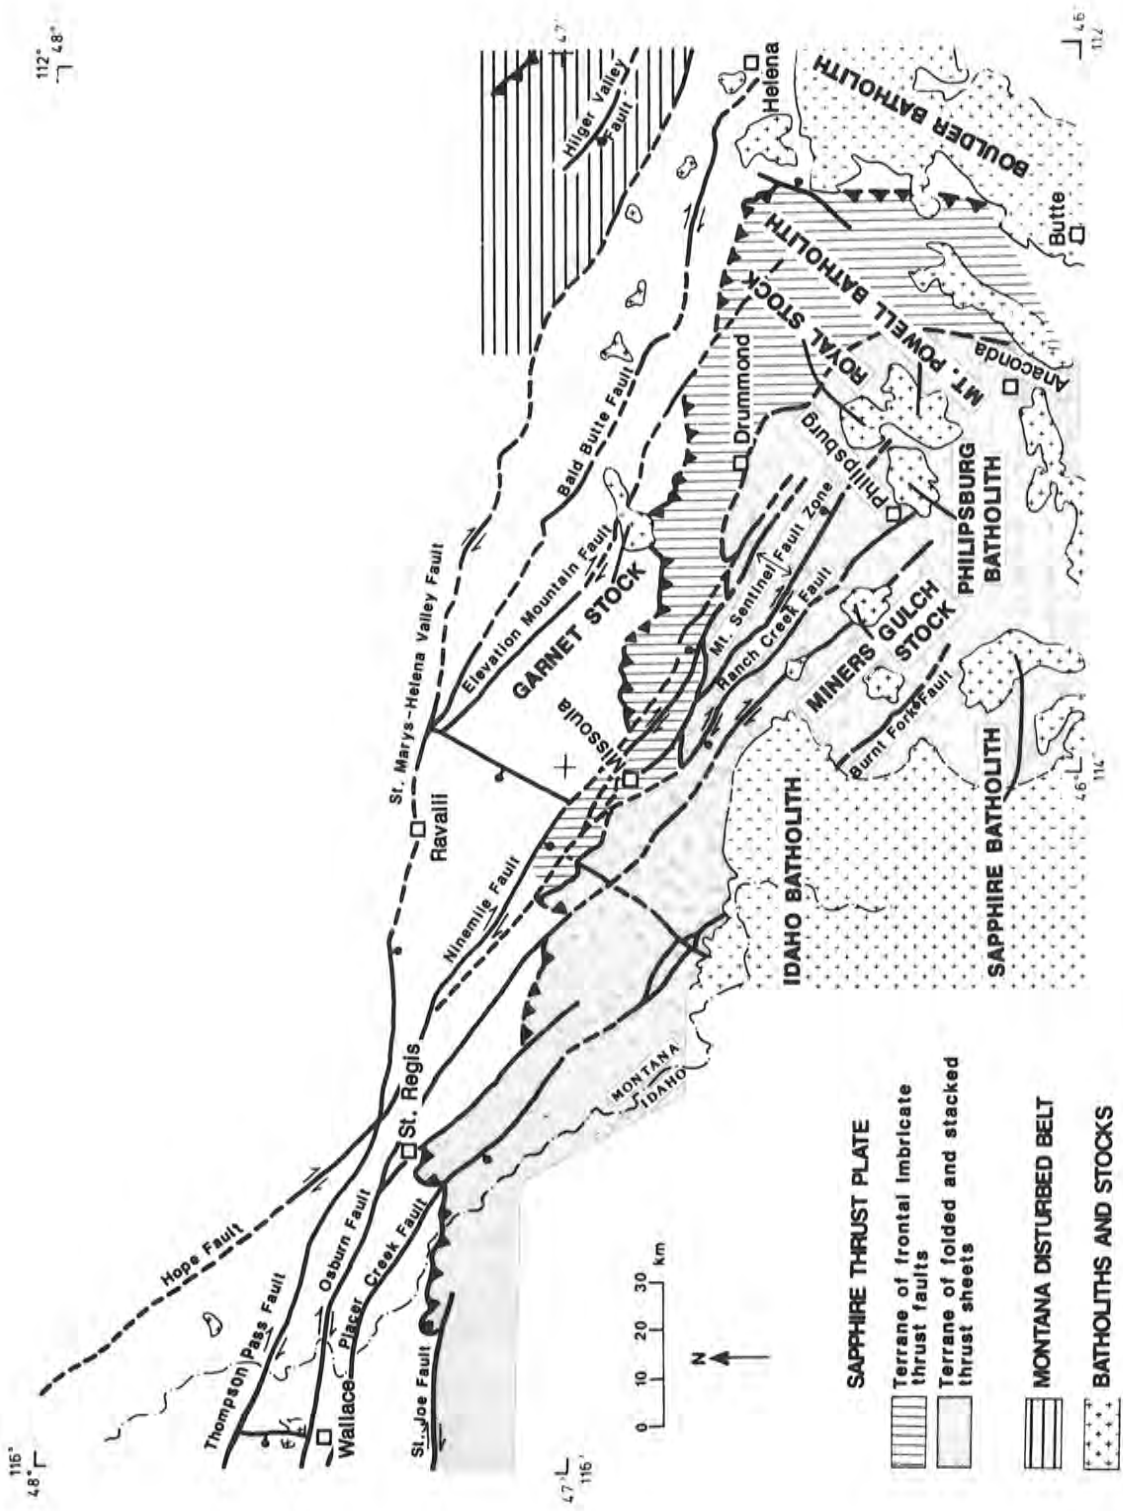 116°
48°
112°
48°
Hope Fault
Thompson Pass Fault
Osburn Fault
Wallace
Placer Creek Fault
St. Joe Fault
St. Regis
Ninemile Fault
Ravalli
St. Marys-Helena Valley Fault
Elevation Mountain Fault
Bald Butte Fault
Hilger Valley
Fault
47°
Helena
GARNET STOCK
Missoula
Mt. Sentinel Fault Zone
Ranch Creek Fault
Drummond
Philipsburg
ROYAL STOCK
MT. POWELL BATHOLITH
BOULDER BATHOLITH
Butte
Anaconda
PHILIPSBURG
BATHOLITH
MINERS GULCH
STOCK
Burnt Fork Fault
IDAHO BATHOLITH
SAPPHIRE BATHOLITH
MONTANA
IDAHO
47°
116°
46°
114°
46°
112°
0 10 20 30 km
N
SAPPHIRE THRUST PLATE
Terrane of frontal imbricate
thrust faults
Terrane of folded and stacked
thrust sheets
MONTANA DISTURBED BELT
BATHOLITHS AND STOCKS